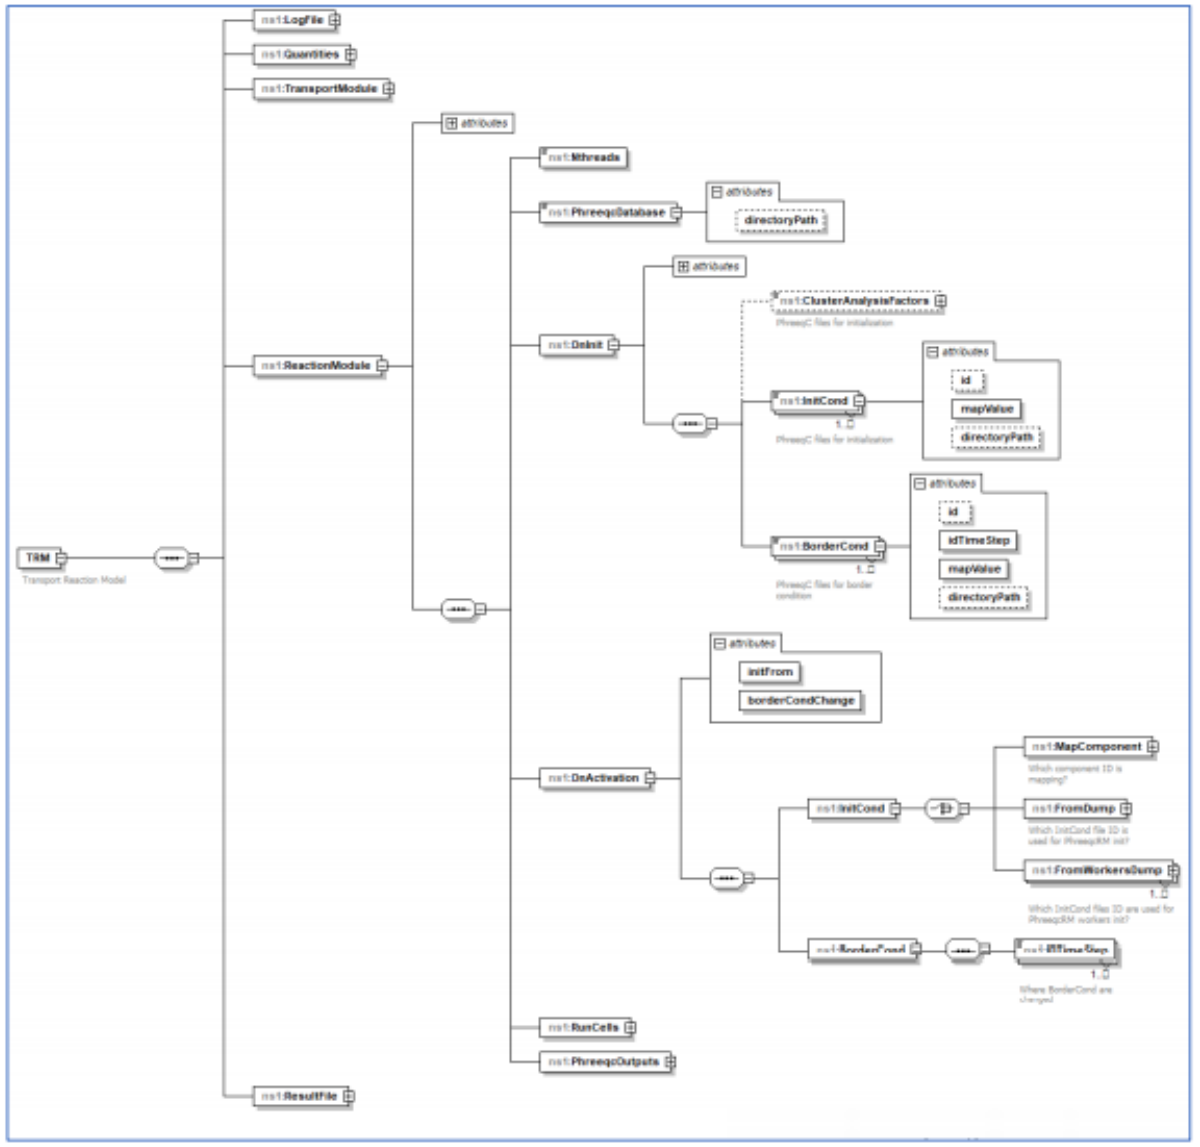 ns1:LogFile
ns1:Quantities
ns1:TransportModule
attributes
ns1:Nthreads
attributes
ns1:PhreeqcDatabase
directoryPath
attributes
ns1:ClusterAnalysisFactors
PhreeqC files for initialization
ns1:OnInit
attributes
ns1:ReactionModule
id
ns1:InitCond
mapValue
1..
directoryPath
PhreeqC files for initialization
attributes
id
idTimeStep
ns1:BorderCond
TRM
mapValue
1..
Transport Reaction Model
PhreeqC files for border
condition
directoryPath
attributes
initFrom
borderCondChange
ns1:MapComponent
Which component ID is
mapping?
ns1:OnActivation
ns1:InitCond
ns1:FromDump
Which InitCond file ID is
used for PhreeqRM init?
ns1:FromWorkersDump
1..
Which InitCond files ID are used for
PhreeqRM workers init?
ns1:BorderCond
ns1:IDTimeStep
1..
Where BorderCond are
changed
ns1:RunCells
ns1:PhreeqcOutputs
ns1:ResultFile